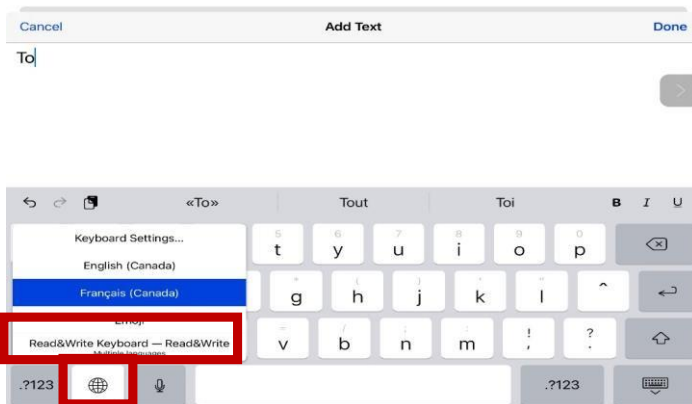 Cancel Add Text Done
To
«To» Tout Toi B I U
Keyboard Settings...
English (Canada)
Français (Canada)
Emoji
Read&Write Keyboard — Read&Write
Multiple languages
5 6 7 8 9 0
t y u i o p
* ( ) ' "
g h j k l ^
= / ; : ! ?
v b n m , .
.?123 .?123